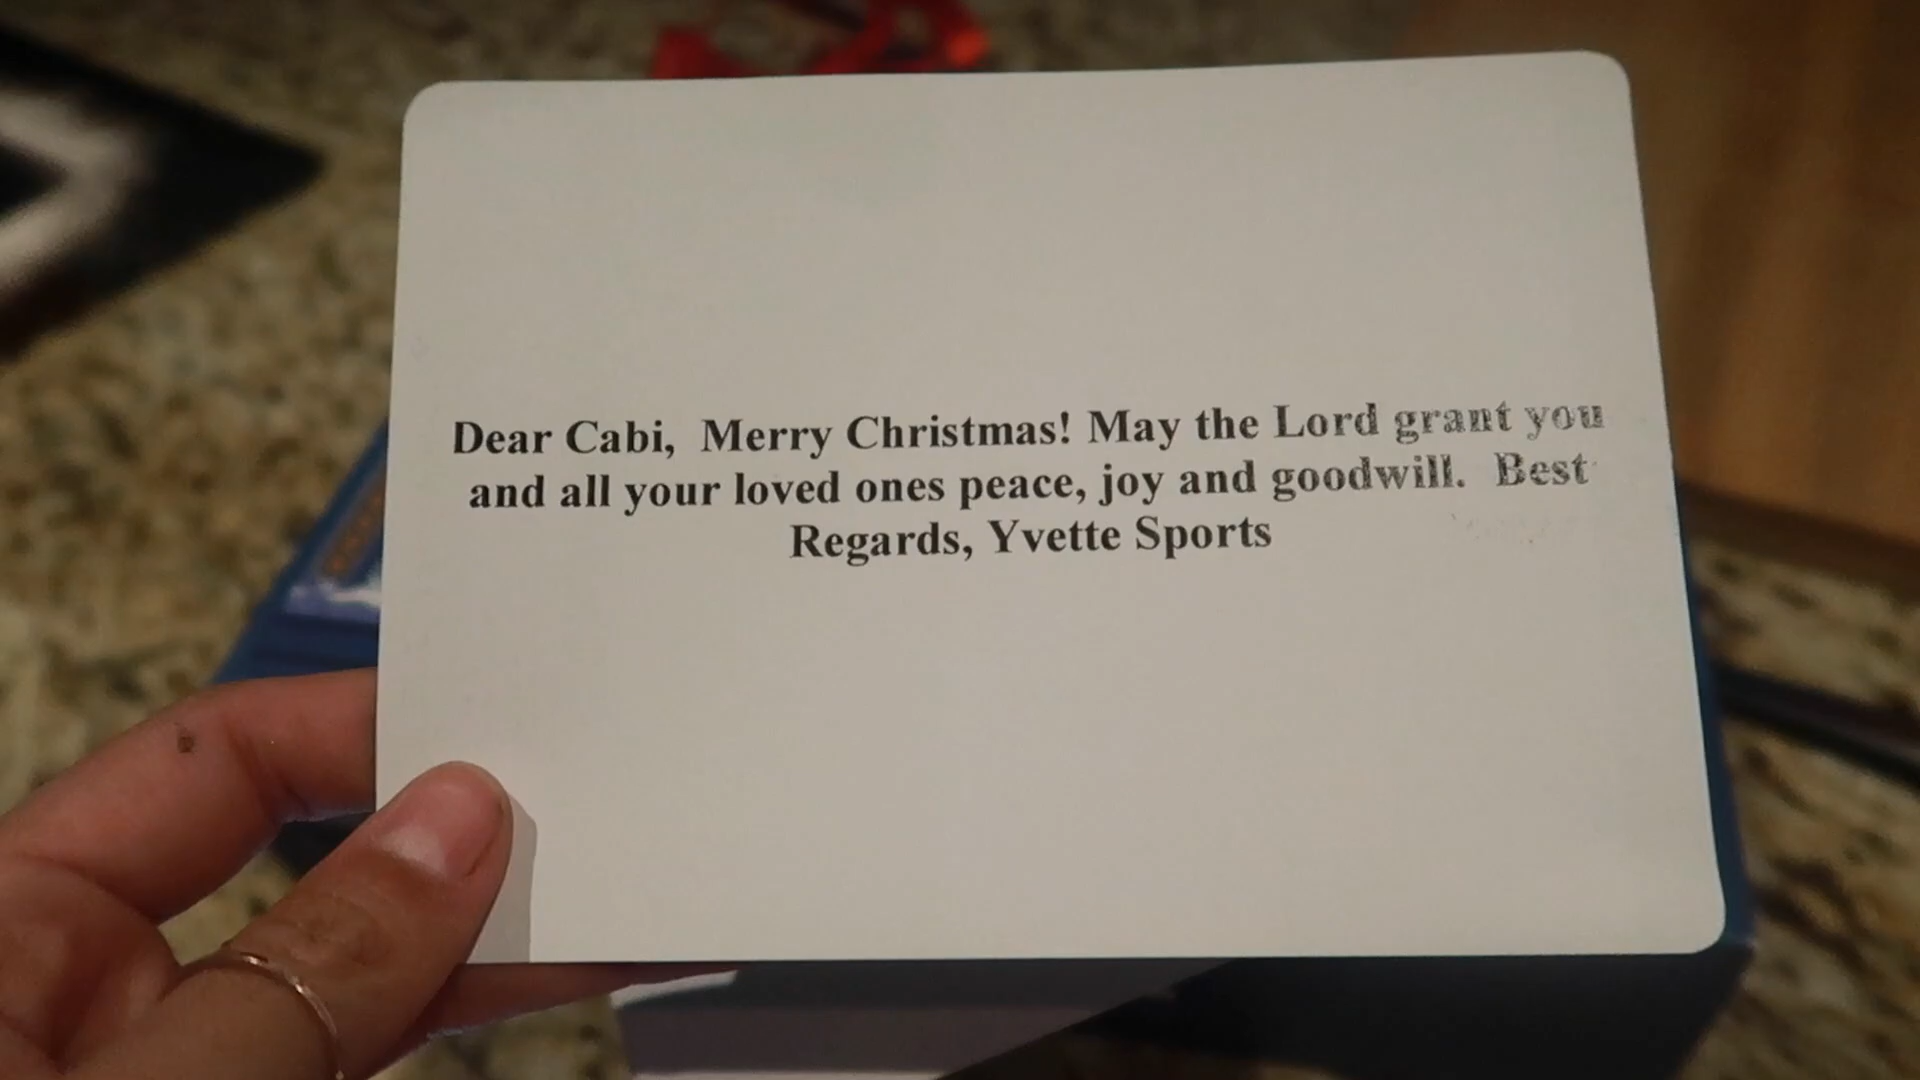 Dear Cabi,  Merry Christmas! May the Lord grant you
and all your loved ones peace, joy and goodwill.  Best
Regards, Yvette Sports